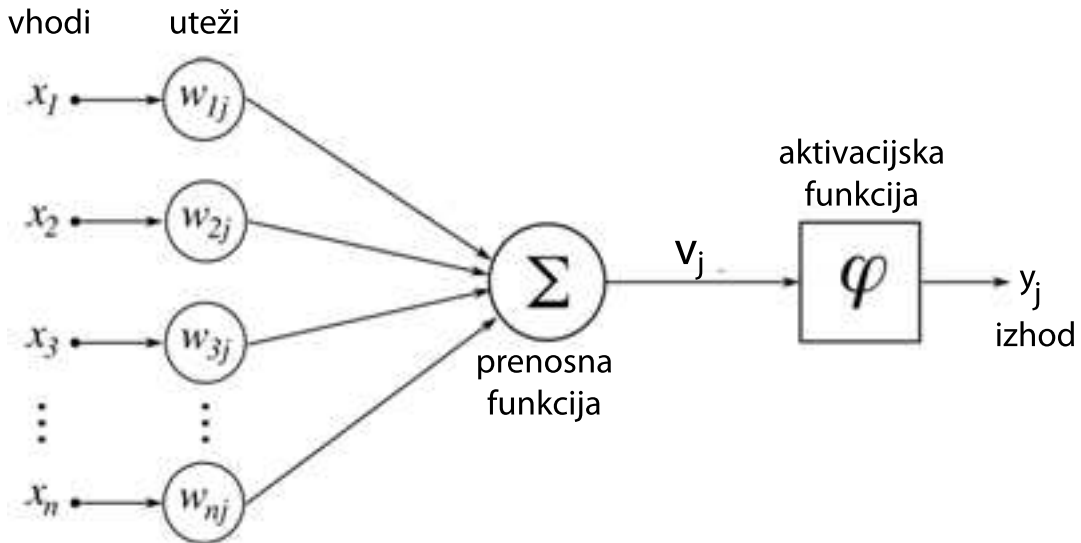 vhodi uteži
x1 w1j
x2 w2j
x3 w3j
xn wnj
Σ
prenosna
funkcija
vj
aktivacijska
funkcija
φ
yj
izhod